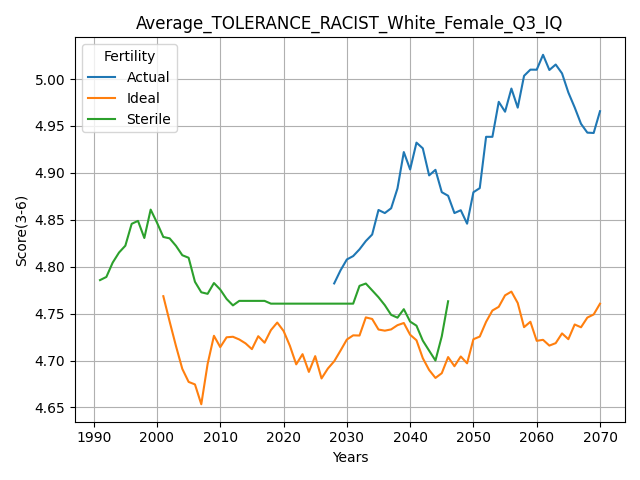 Average_TOLERANCE_RACIST_White_Female_Q3_IQ
Fertility
Actual
Ideal
Sterile
Score(3-6)
5.00
4.95
4.90
4.85
4.80
4.75
4.70
4.65
1990 2000 2010 2020 2030 2040 2050 2060 2070
Years